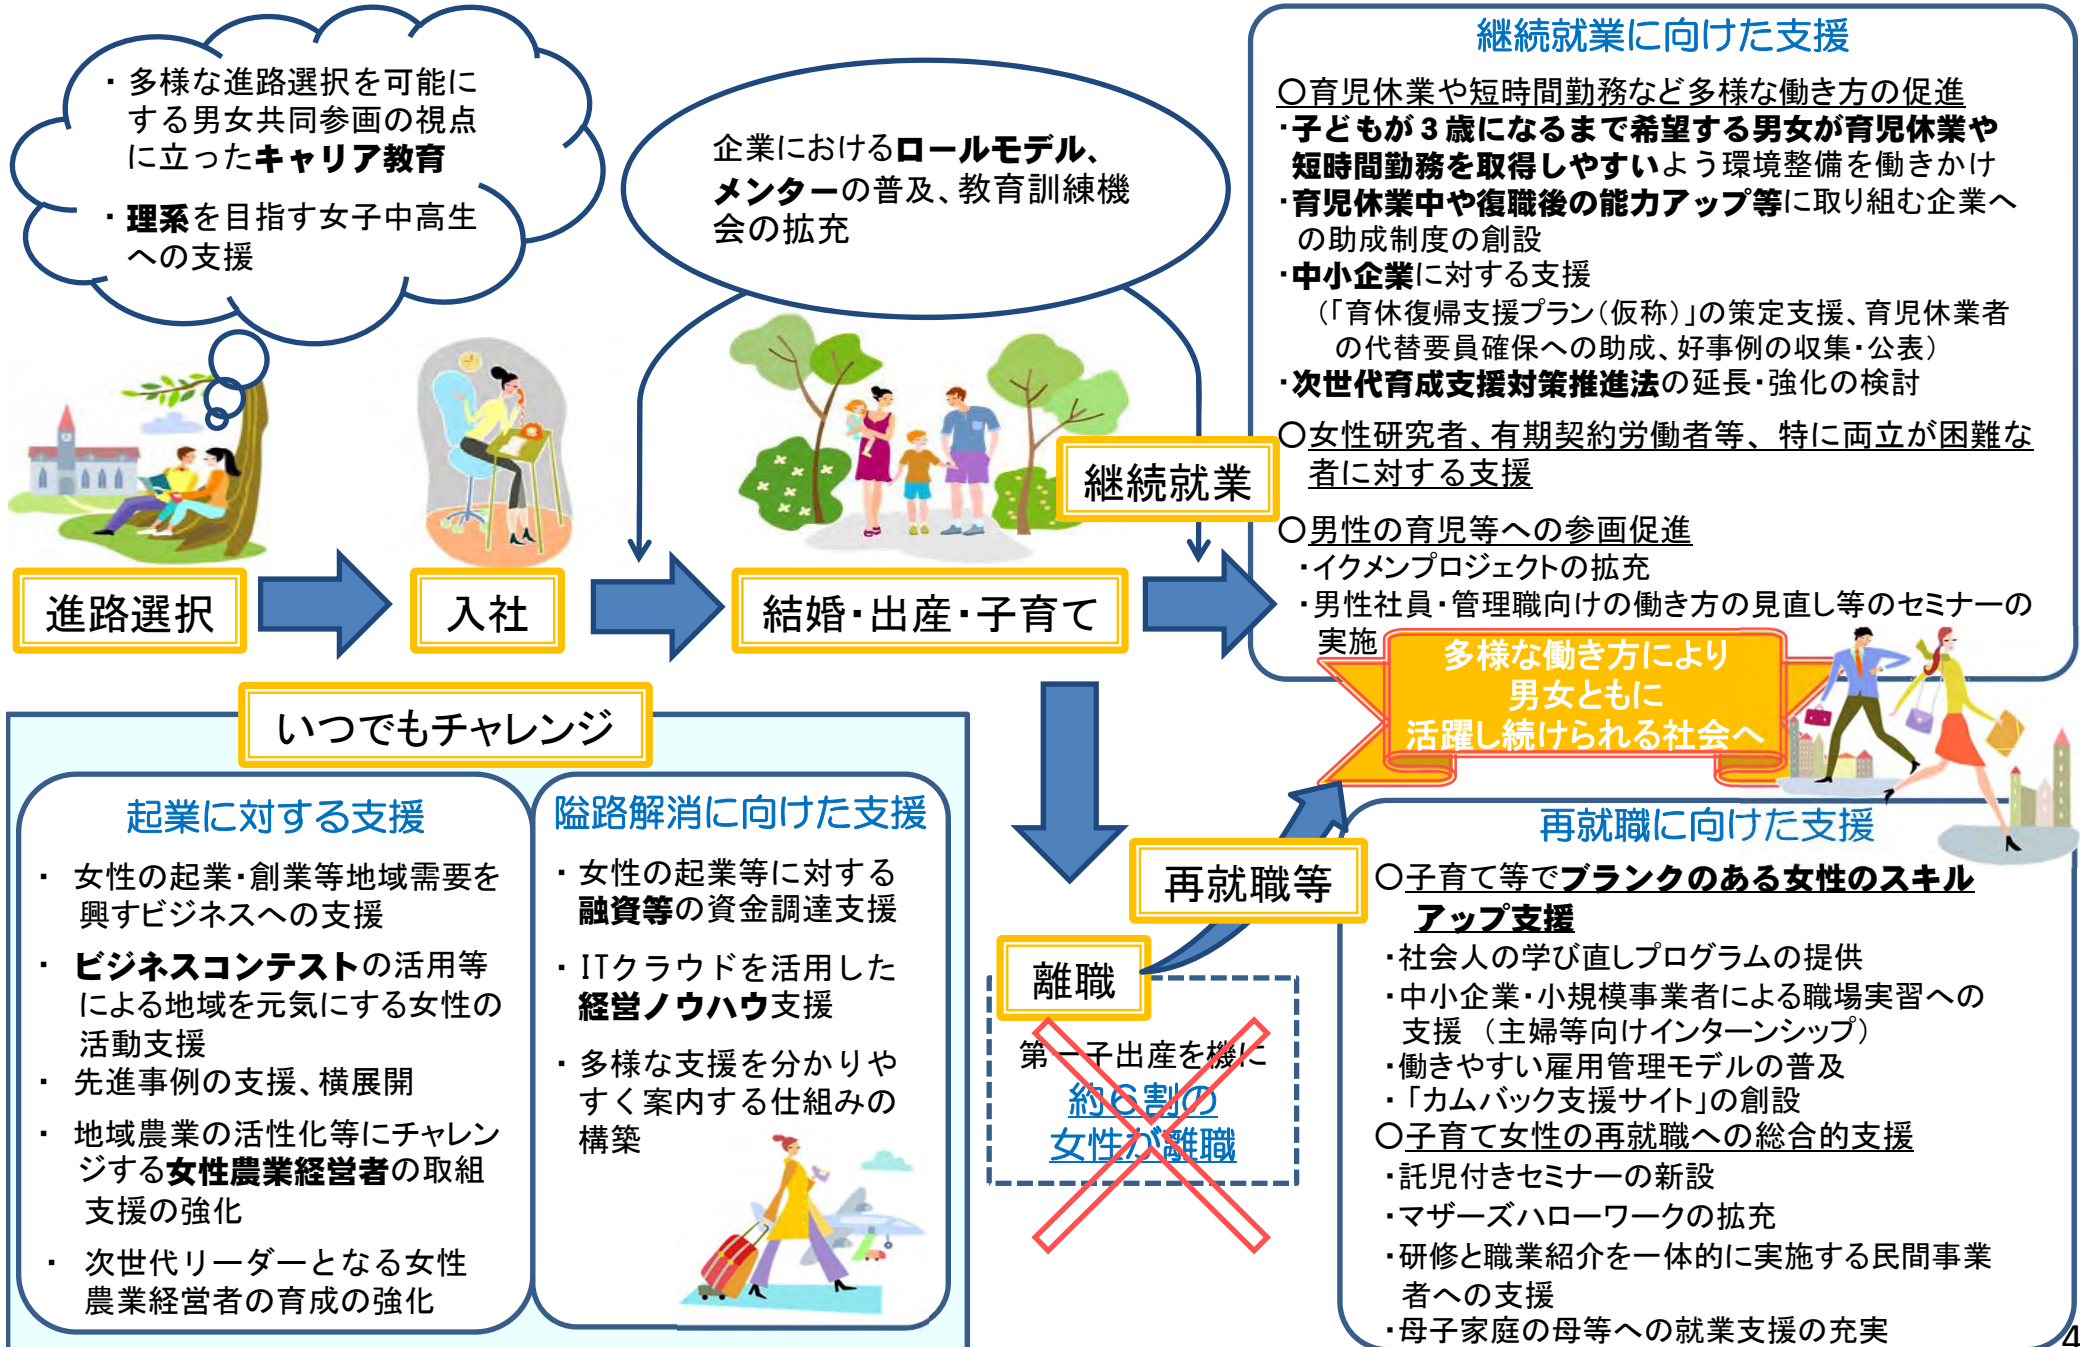 ・多様な進路選択を可能に
する男女共同参画の視点
に立ったキャリア教育
・理系を目指す女子中高生
への支援
企業におけるロールモデル、
メンターの普及、教育訓練機
会の拡充
継続就業に向けた支援
○育児休業や短時間勤務など多様な働き方の促進
・子どもが３歳になるまで希望する男女が育児休業や
短時間勤務を取得しやすいよう環境整備を働きかけ
・育児休業中や復職後の能力アップ等に取り組む企業へ
の助成制度の創設
・中小企業に対する支援
（「育休復帰支援プラン（仮称）」の策定支援、育児休業者
の代替要員確保への助成、好事例の収集・公表）
・次世代育成支援対策推進法の延長・強化の検討
○女性研究者、有期契約労働者等、特に両立が困難な
者に対する支援
○男性の育児等への参画促進
・イクメンプロジェクトの拡充
・男性社員・管理職向けの働き方の見直し等のセミナーの
実施
継続就業
進路選択
入社
結婚・出産・子育て
多様な働き方により
男女ともに
活躍し続けられる社会へ
いつでもチャレンジ
起業に対する支援
・ 女性の起業・創業等地域需要を
興すビジネスへの支援
・ ビジネスコンテストの活用等
による地域を元気にする女性の
活動支援
・ 先進事例の支援、横展開
・ 地域農業の活性化等にチャレン
ジする女性農業経営者の取組
支援の強化
・ 次世代リーダーとなる女性
農業経営者の育成の強化
隘路解消に向けた支援
・女性の起業等に対する
融資等の資金調達支援
・ITクラウドを活用した
経営ノウハウ支援
・多様な支援を分かりや
すく案内する仕組みの
構築
再就職等
離職
第一子出産を機に
約６割の
女性が離職
再就職に向けた支援
○子育て等でブランクのある女性のスキル
アップ支援
・社会人の学び直しプログラムの提供
・中小企業・小規模事業者による職場実習への
支援 （主婦等向けインターンシップ）
・働きやすい雇用管理モデルの普及
・「カムバック支援サイト」の創設
○子育て女性の再就職への総合的支援
・託児付きセミナーの新設
・マザーズハローワークの拡充
・研修と職業紹介を一体的に実施する民間事業
者への支援
・母子家庭の母等への就業支援の充実
4